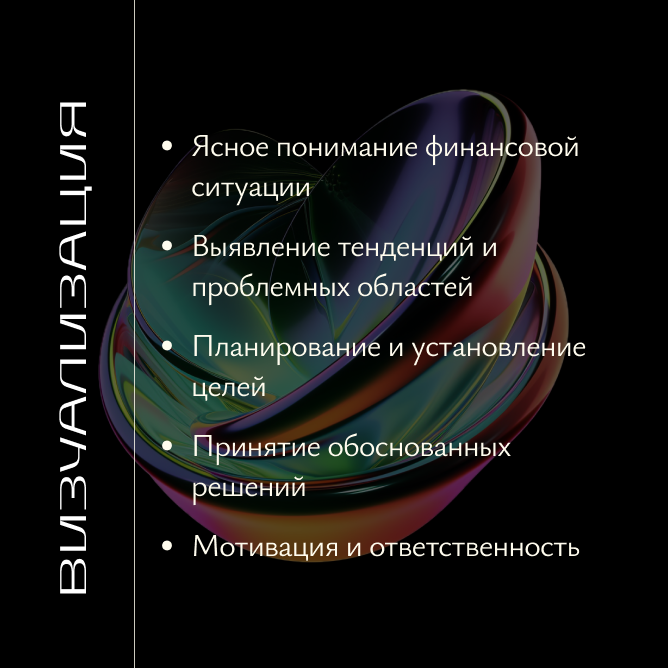 ВИЗУАЛИЗАЦИЯ
• Ясное понимание финансовой
ситуации
• Выявление тенденций и
проблемных областей
• Планирование и установление
целей
• Принятие обоснованных
решений
• Мотивация и ответственность